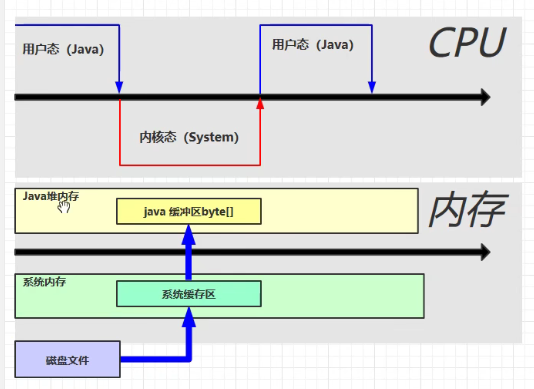 CPU
用户态（Java）
用户态（Java）
内核态（System）
内存
Java堆内存
java 缓冲区byte[]
系统内存
系统缓存区
磁盘文件